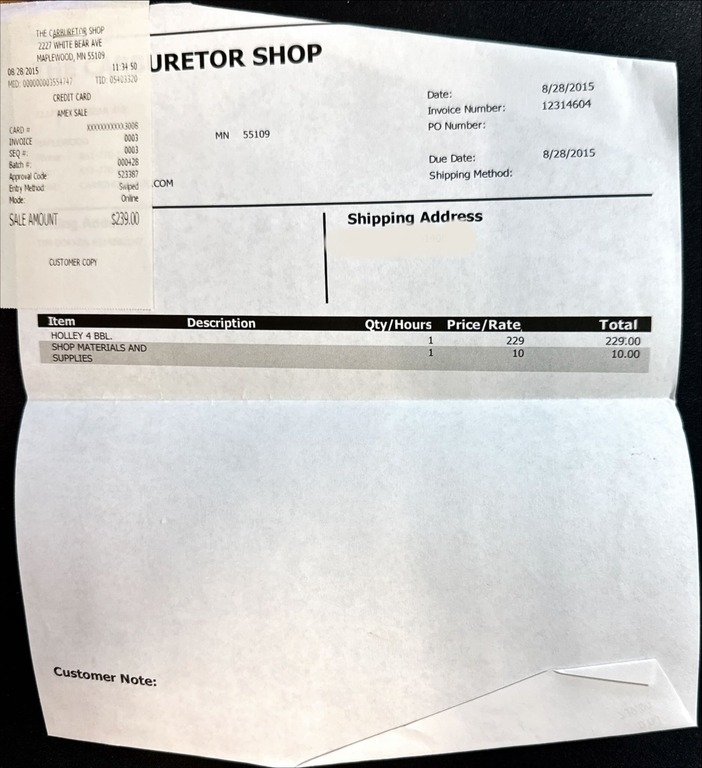 THE CARBURETOR SHOP
2227 WHITE BEAR AVE
MAPLEWOOD, MN 55109
08 28 2015 11 34 50
MID: 000000003554747 TID: 05403320
CREDIT CARD
AMEX SALE
CARD # XXXXXXXXXXX3006
INVOICE 0003
SEQ #: 0003
Batch #: 000428
Approval Code 523387
Entry Method: Swiped
Mode: Online
SALE AMOUNT $239.00
CUSTOMER COPY
URETOR SHOP
MN 55109
.COM
Date: 8/28/2015
Invoice Number: 12314604
PO Number:
Due Date: 8/28/2015
Shipping Method:
Shipping Address
Item Description Qty/Hours Price/Rate Total
HOLLEY 4 BBL. 1 229 229.00
SHOP MATERIALS AND 1 10 10.00
SUPPLIES
Customer Note: